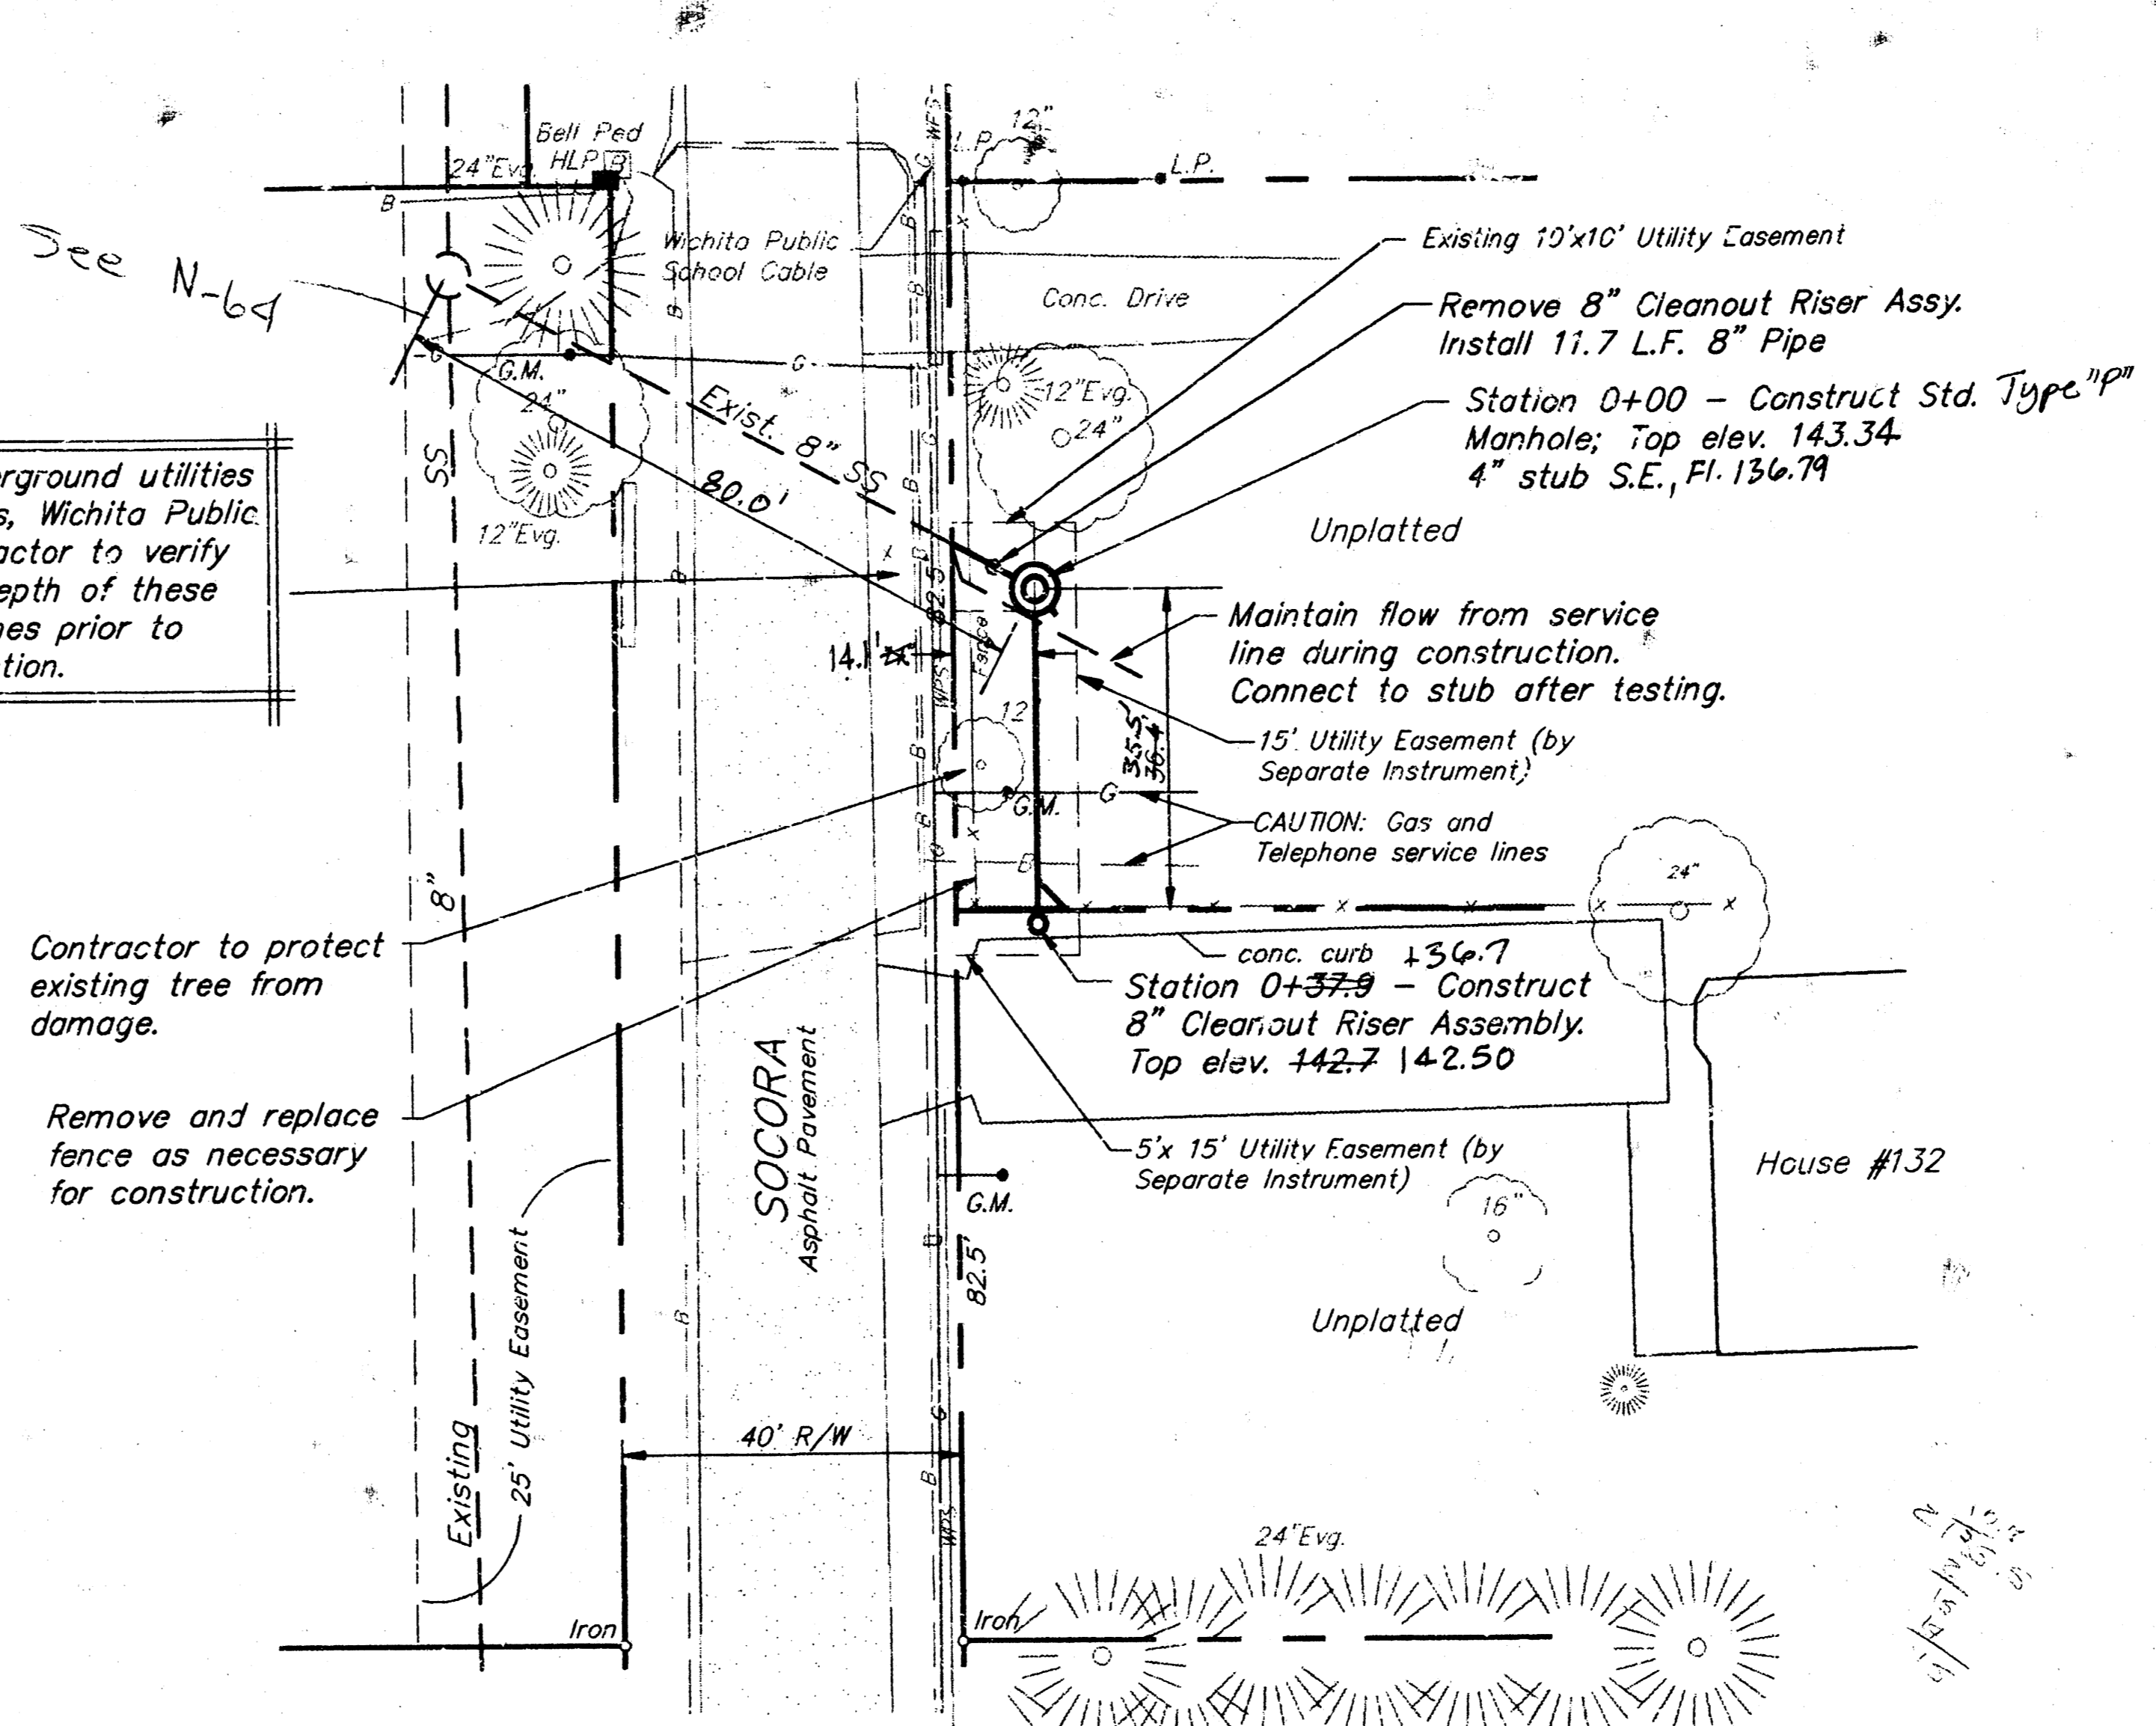 Bell Ped
HLP B
24"Evg.
12"
L.P.
L.P.
WPS
See N-64
Wichita Public
School Cable
Existing 10'x10' Utility Easement
Conc. Drive
Remove 8" Cleanout Riser Assy.
Install 11.7 L.F. 8" Pipe
G.M.
24"
12"Evg.
24"
Station 0+00 - Construct Std. Type "P"
Manhole; Top elev. 143.34
4" stub S.E., Fl. 136.79
Exist. 8" SS
80.0'
SS
12"Evg.
Unplatted
rground utilities
s, Wichita Public
actor to verify
epth of these
nes prior to
tion.
82.5'
Fence
14.1'
WPS
Maintain flow from service
line during construction.
Connect to stub after testing.
12
35.5'
36.4'
15' Utility Easement (by
Separate Instrument)
G.M.
G
CAUTION: Gas and
Telephone service lines
24"
8"
Contractor to protect
existing tree from
damage.
conc. curb
+36.7
Station 0+37.9 - Construct
8" Cleanout Riser Assembly.
Top elev. 142.7 142.50
Remove and replace
fence as necessary
for construction.
SOCORA
Asphalt Pavement
5'x 15' Utility Easement (by
Separate Instrument)
House #132
G.M.
16"
82.5'
25' Utility Easement
Unplatted
Existing
40' R/W
WPS
24"Evg.
Iron
Iron